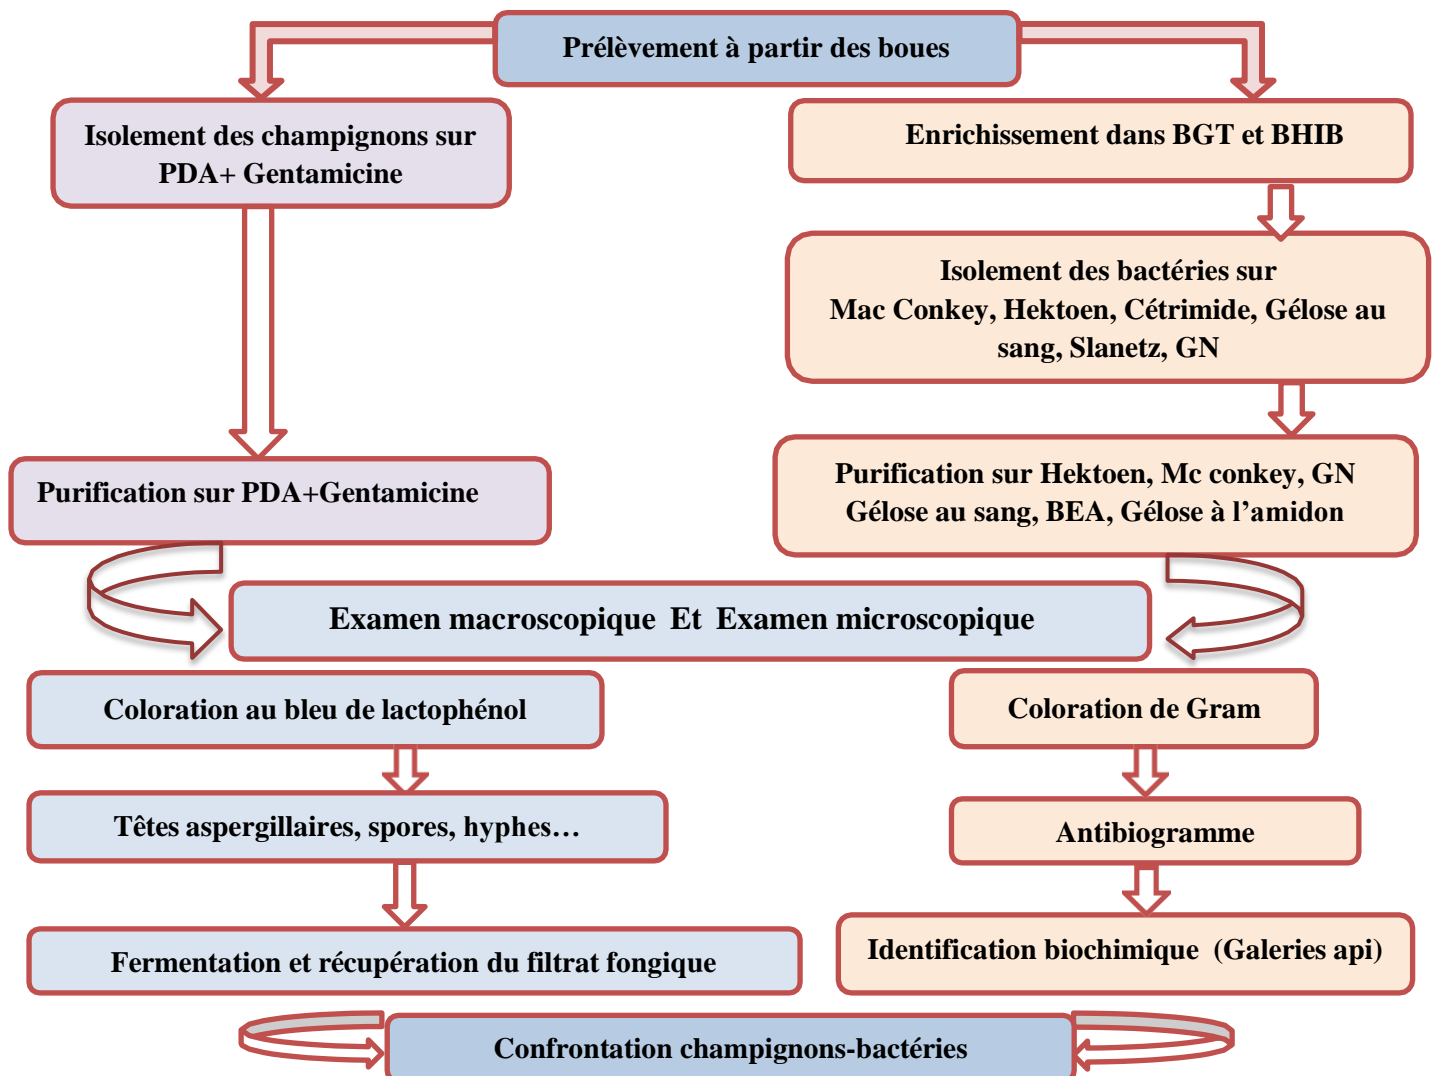 Prélèvement à partir des boues
Isolement des champignons sur
PDA+ Gentamicine
Enrichissement dans BGT et BHIB
Isolement des bactéries sur
Mac Conkey, Hektoen, Cétrimide, Gélose au
sang, Slanetz, GN
Purification sur PDA+Gentamicine
Purification sur Hektoen, Mc conkey, GN
Gélose au sang, BEA, Gélose à l’amidon
Examen macroscopique Et Examen microscopique
Coloration au bleu de lactophénol
Coloration de Gram
Têtes aspergillaires, spores, hyphes…
Antibiogramme
Fermentation et récupération du filtrat fongique
Identification biochimique (Galeries api)
Confrontation champignons-bactéries